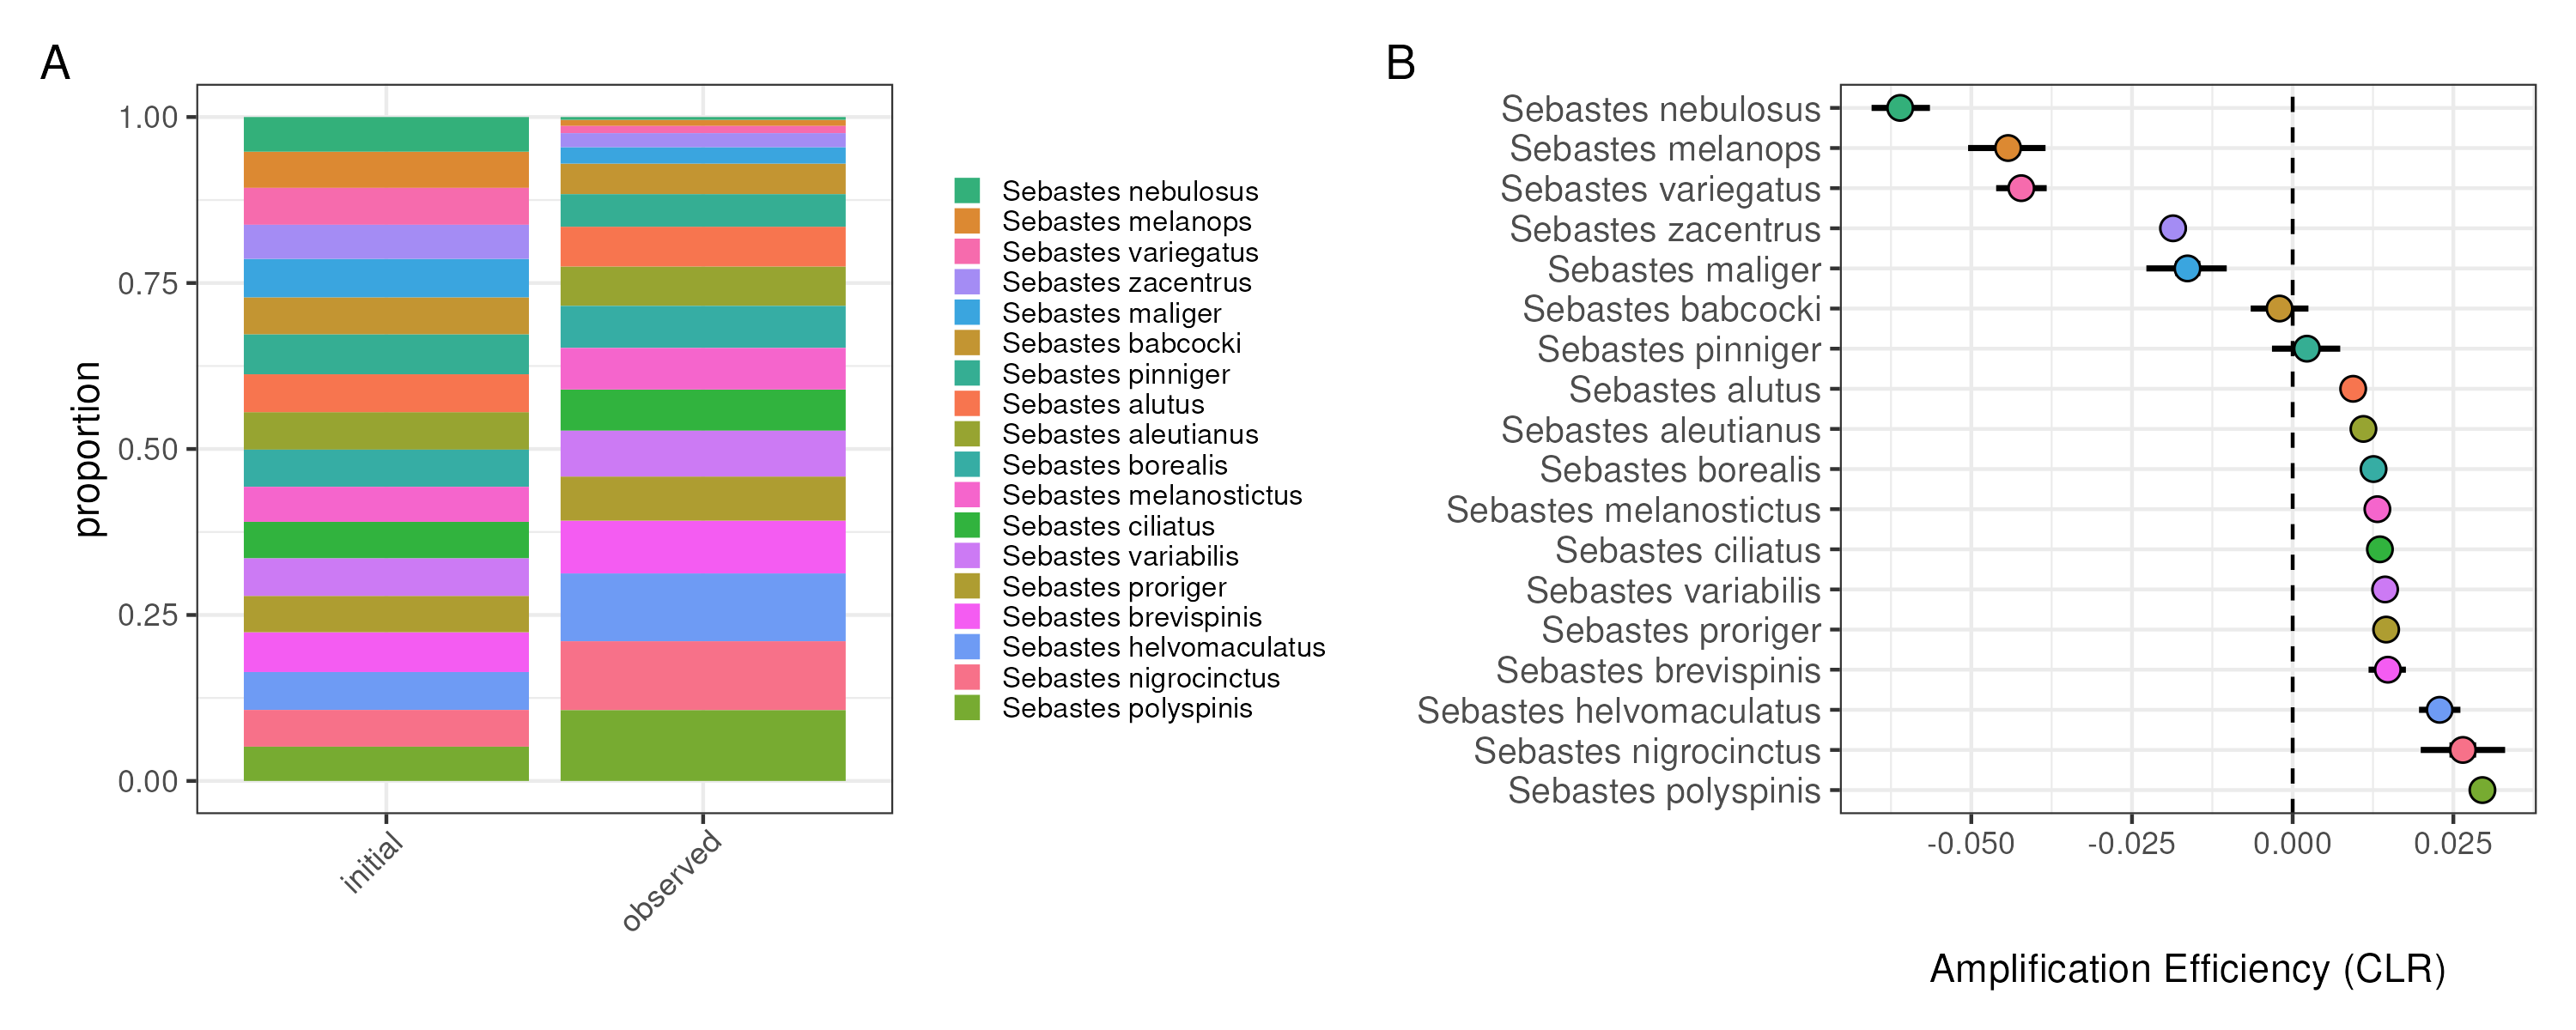 A
proportion
1.00
0.75
0.50
0.25
0.00
initial
observed
Sebastes nebulosus
Sebastes melanops
Sebastes variegatus
Sebastes zacentrus
Sebastes maliger
Sebastes babcocki
Sebastes pinniger
Sebastes alutus
Sebastes aleutianus
Sebastes borealis
Sebastes melanostictus
Sebastes ciliatus
Sebastes variabilis
Sebastes proriger
Sebastes brevispinis
Sebastes helvomaculatus
Sebastes nigrocinctus
Sebastes polyspinis
B
Sebastes nebulosus
Sebastes melanops
Sebastes variegatus
Sebastes zacentrus
Sebastes maliger
Sebastes babcocki
Sebastes pinniger
Sebastes alutus
Sebastes aleutianus
Sebastes borealis
Sebastes melanostictus
Sebastes ciliatus
Sebastes variabilis
Sebastes proriger
Sebastes brevispinis
Sebastes helvomaculatus
Sebastes nigrocinctus
Sebastes polyspinis
-0.050 -0.025 0.000 0.025
Amplification Efficiency (CLR)